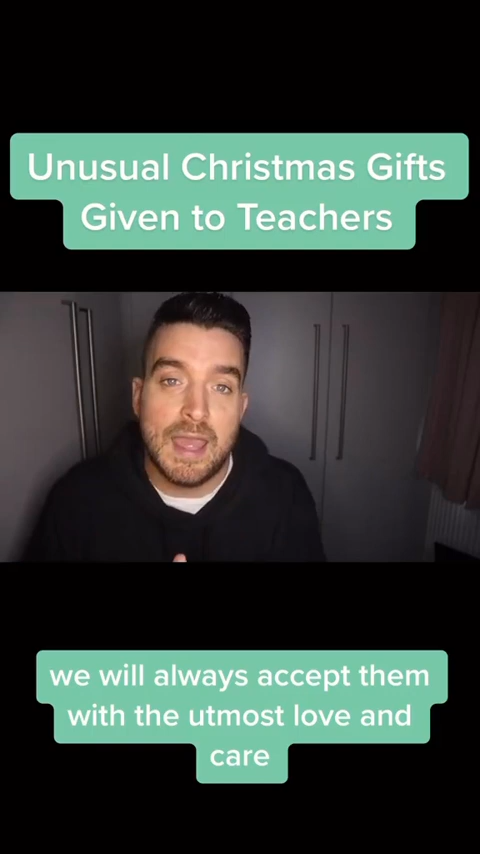 Unusual Christmas Gifts
Given to Teachers
we will always accept them
with the utmost love and
care